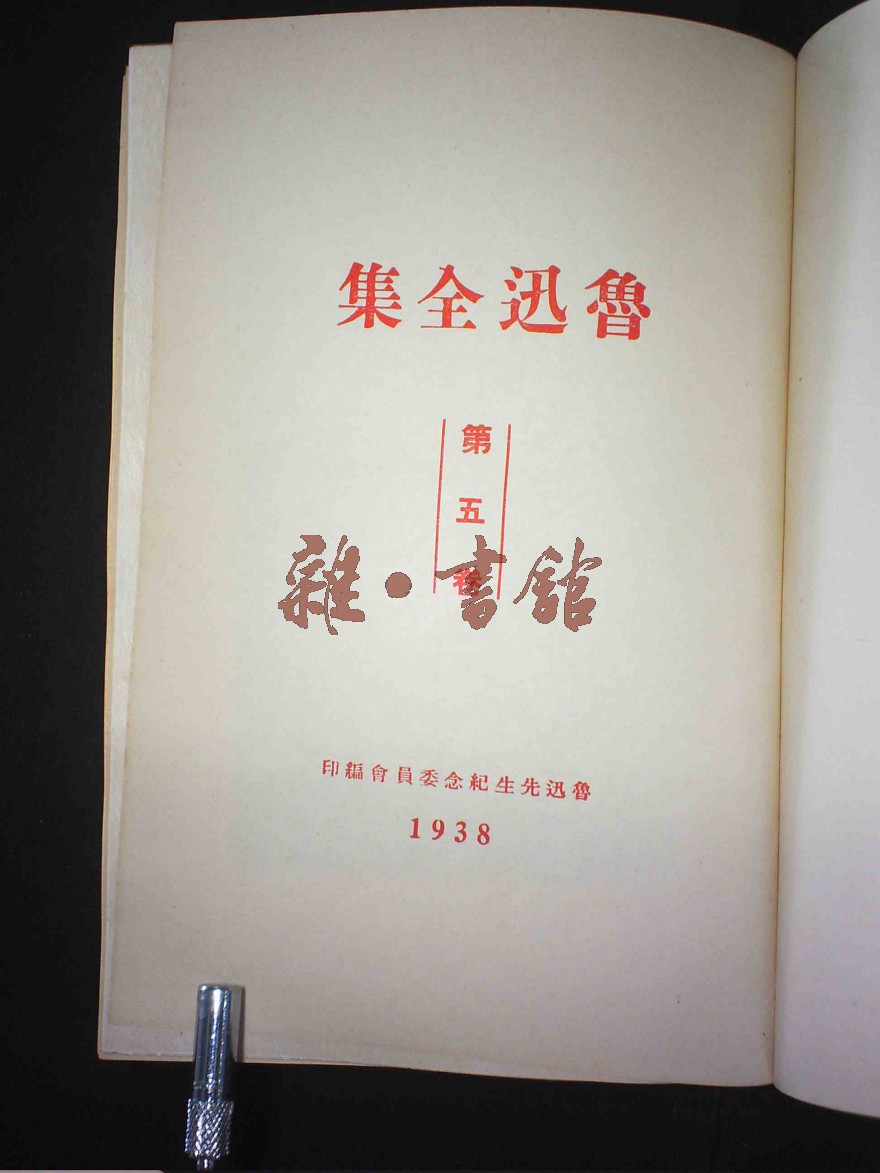 魯迅全集
第五卷
雜·書館
魯迅先生紀念委員會編印
1938